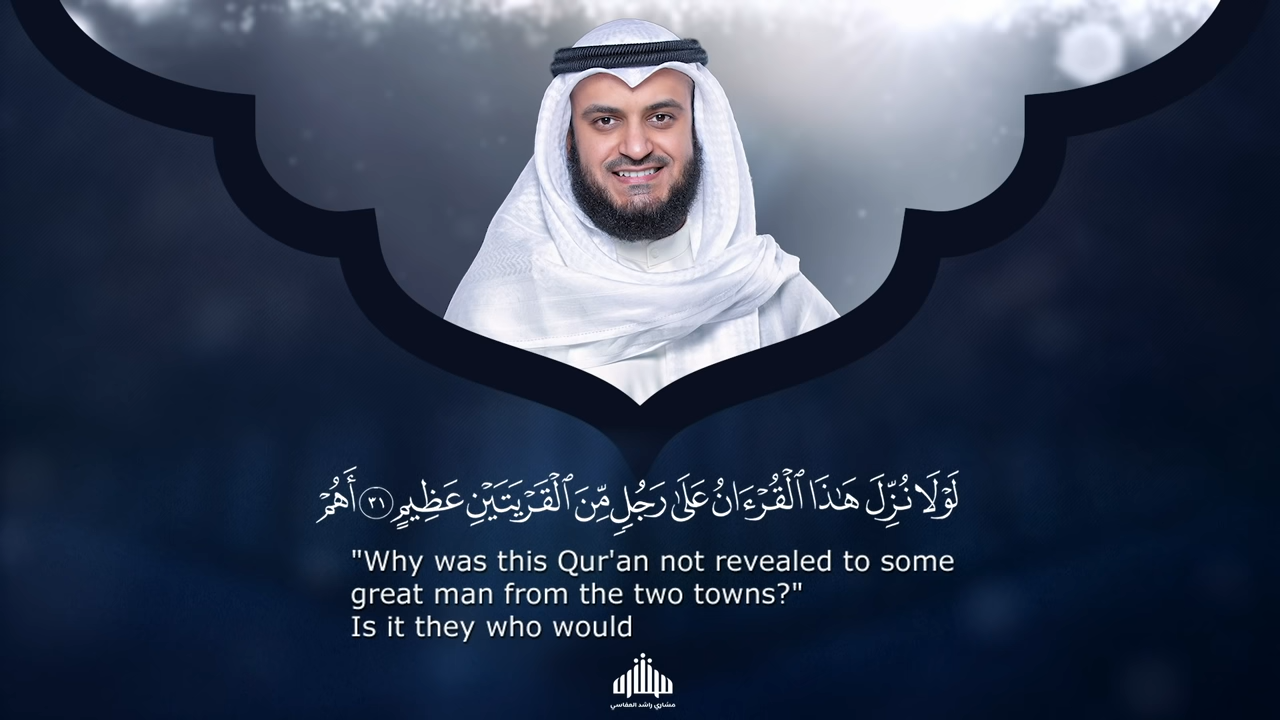 لَوْلَا نُزِّلَ هَٰذَا ٱلْقُرْءَانُ عَلَىٰ رَجُلٍ مِّنَ ٱلْقَرْيَتَيْنِ عَظِيمٍ ٣١ أَهُمْ
"Why was this Qur'an not revealed to some
great man from the two towns?"
Is it they who would
مشاري راشد العفاسي